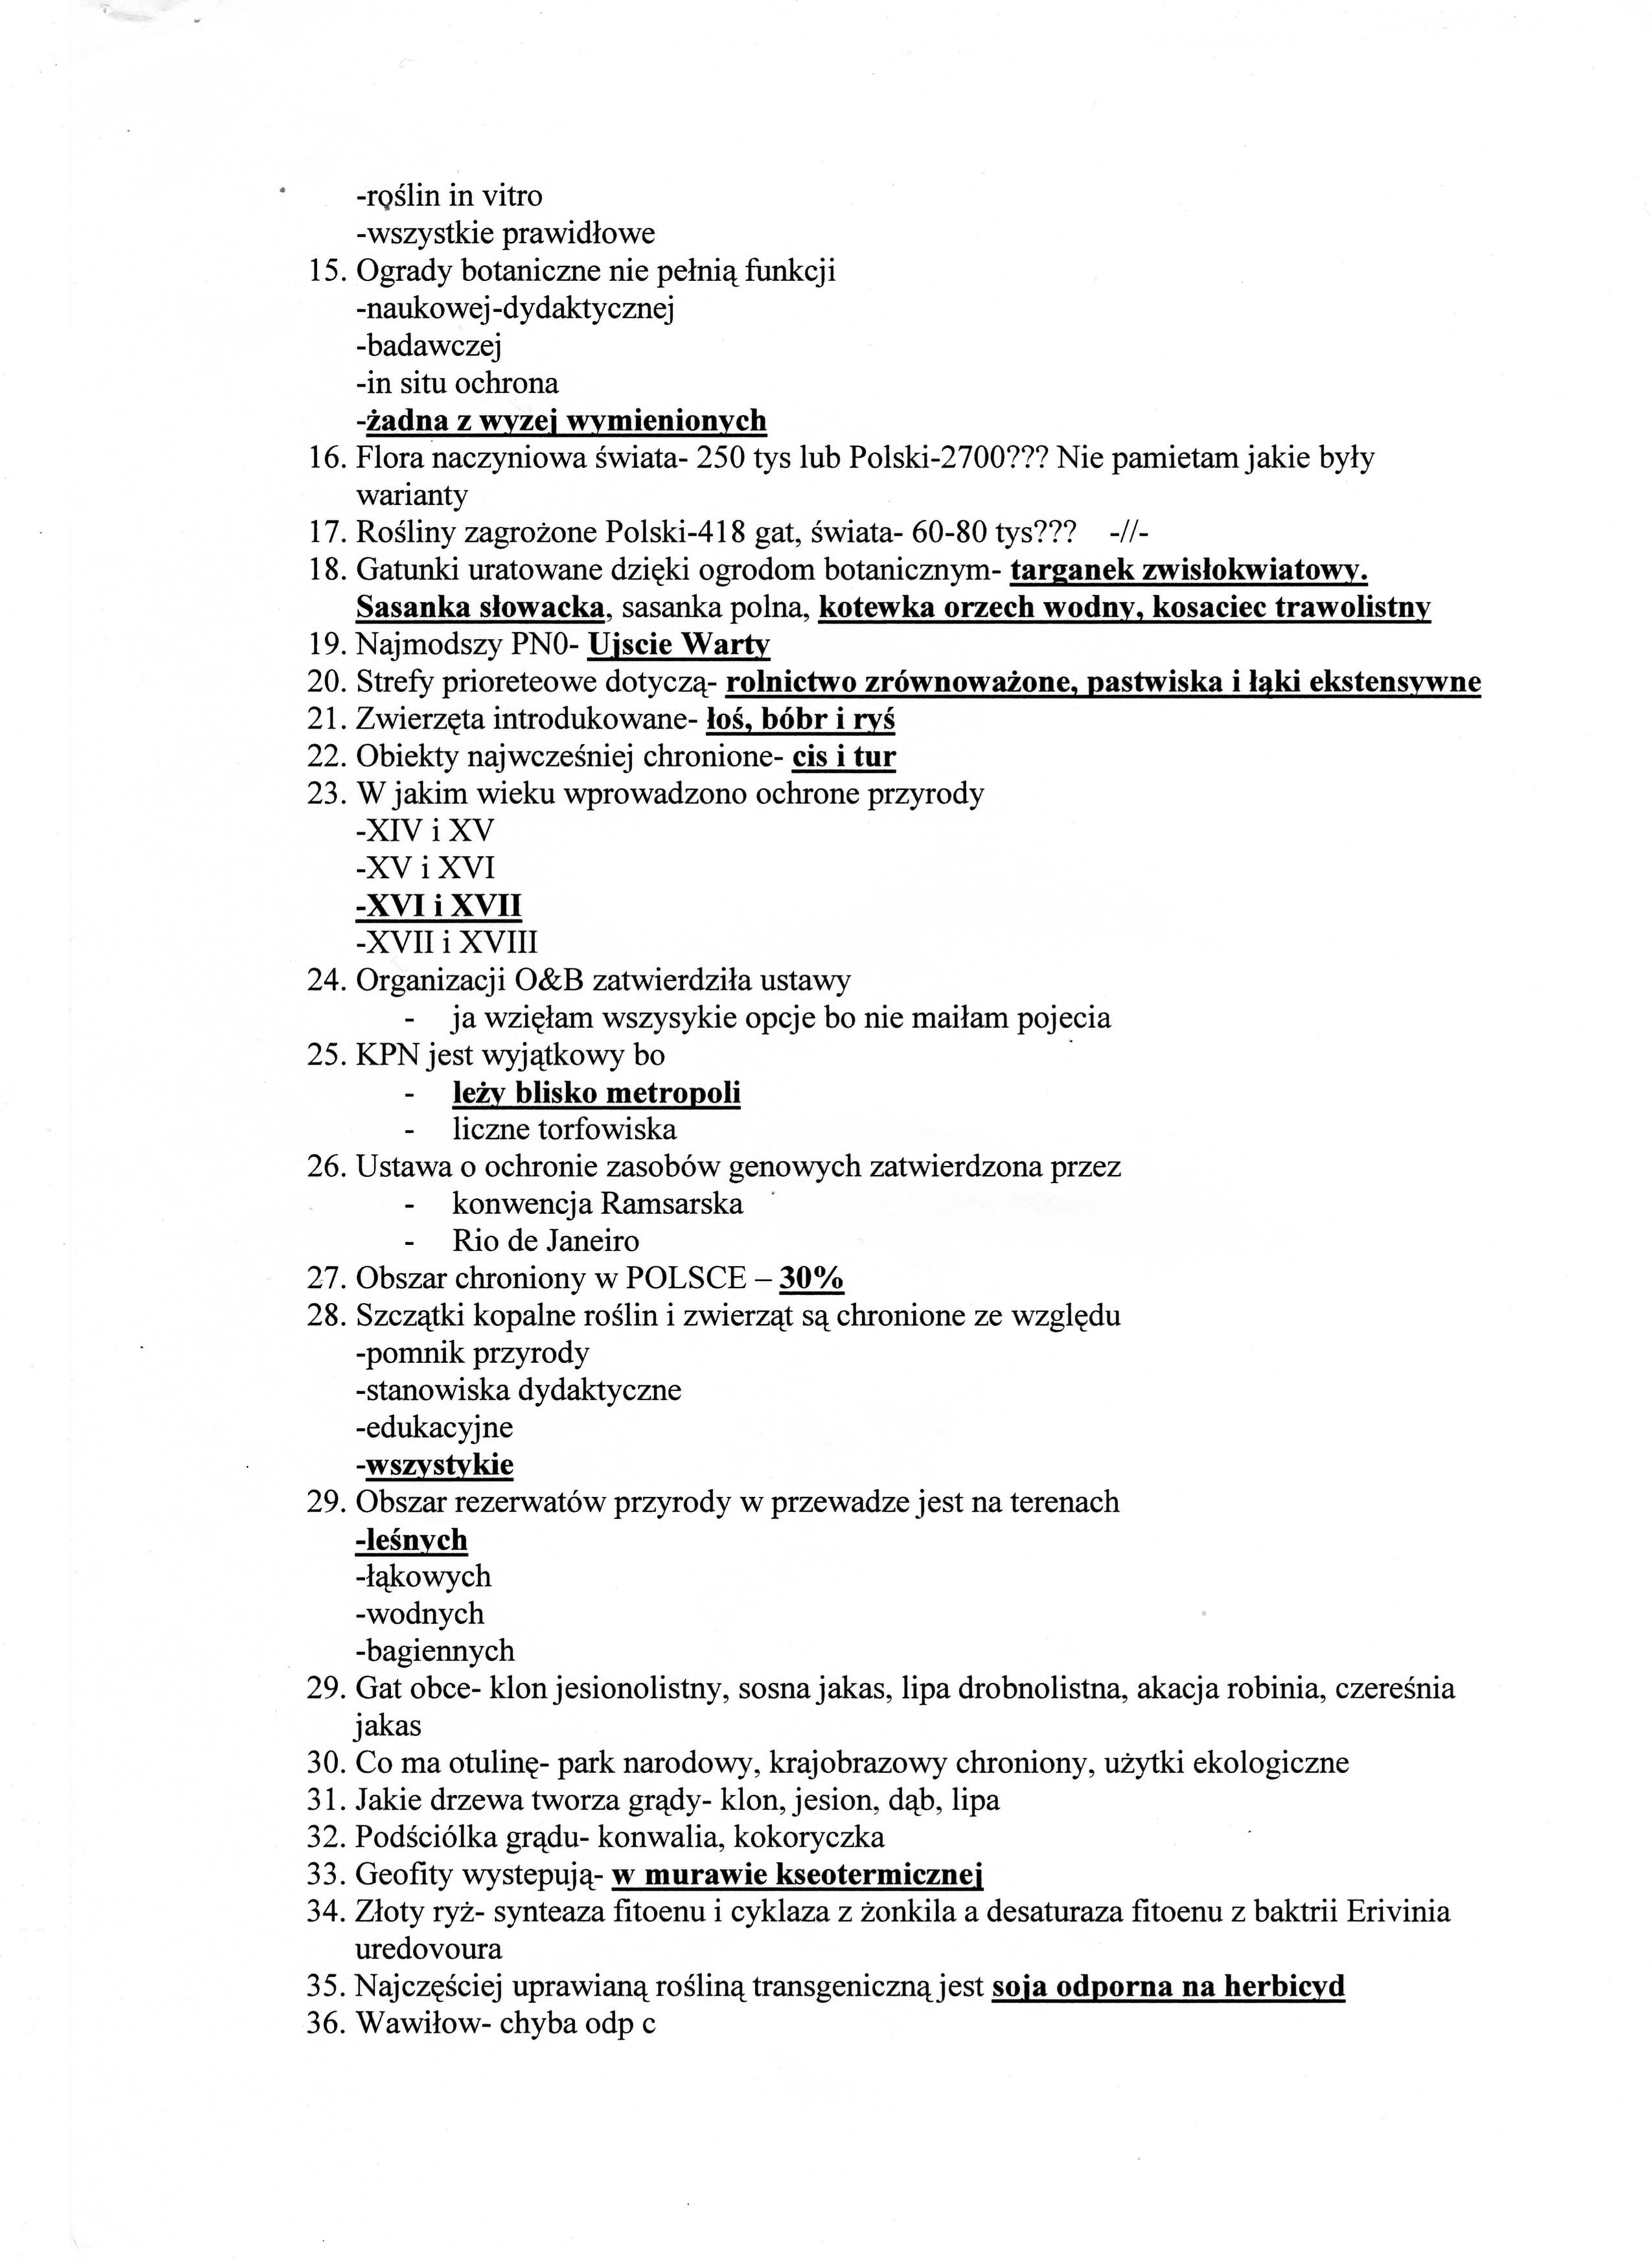 -roślin in vitro
-wszystkie prawidłowe
15. Ogrady botaniczne nie pełnią funkcji
-naukowej-dydaktycznej
-badawczej
-in situ ochrona
-żadna z wyzej wymienionych
16. Flora naczyniowa świata- 250 tys lub Polski-2700??? Nie pamietam jakie były
warianty
17. Rośliny zagrożone Polski-418 gat, świata- 60-80 tys??? -//-
18. Gatunki uratowane dzięki ogrodom botanicznym- targanek zwisłokwiatowy.
Sasanka słowacka, sasanka polna, kotewka orzech wodny, kosaciec trawolistny
19. Najmodszy PN0- Ujscie Warty
20. Strefy prioreteowe dotyczą- rolnictwo zrównoważone, pastwiska i łąki ekstensywne
21. Zwierzęta introdukowane- łoś, bóbr i ryś
22. Obiekty najwcześniej chronione- cis i tur
23. W jakim wieku wprowadzono ochrone przyrody
-XIV i XV
-XV i XVI
-XVI i XVII
-XVII i XVIII
24. Organizacji O&B zatwierdziła ustawy
- ja wzięłam wszysykie opcje bo nie maiłam pojecia
25. KPN jest wyjątkowy bo
- leży blisko metropoli
- liczne torfowiska
26. Ustawa o ochronie zasobów genowych zatwierdzona przez
- konwencja Ramsarska
- Rio de Janeiro
27. Obszar chroniony w POLSCE – 30%
28. Szczątki kopalne roślin i zwierząt są chronione ze względu
-pomnik przyrody
-stanowiska dydaktyczne
-edukacyjne
-wszystykie
29. Obszar rezerwatów przyrody w przewadze jest na terenach
-leśnych
-łąkowych
-wodnych
-bagiennych
29. Gat obce- klon jesionolistny, sosna jakas, lipa drobnolistna, akacja robinia, czereśnia
jakas
30. Co ma otulinę- park narodowy, krajobrazowy chroniony, użytki ekologiczne
31. Jakie drzewa tworza grądy- klon, jesion, dąb, lipa
32. Podściólka grądu- konwalia, kokoryczka
33. Geofity wystepują- w murawie kseotermicznej
34. Złoty ryż- synteaza fitoenu i cyklaza z żonkila a desaturaza fitoenu z baktrii Erivinia
uredovoura
35. Najczęściej uprawianą rośliną transgeniczną jest soja odporna na herbicyd
36. Wawiłow- chyba odp c